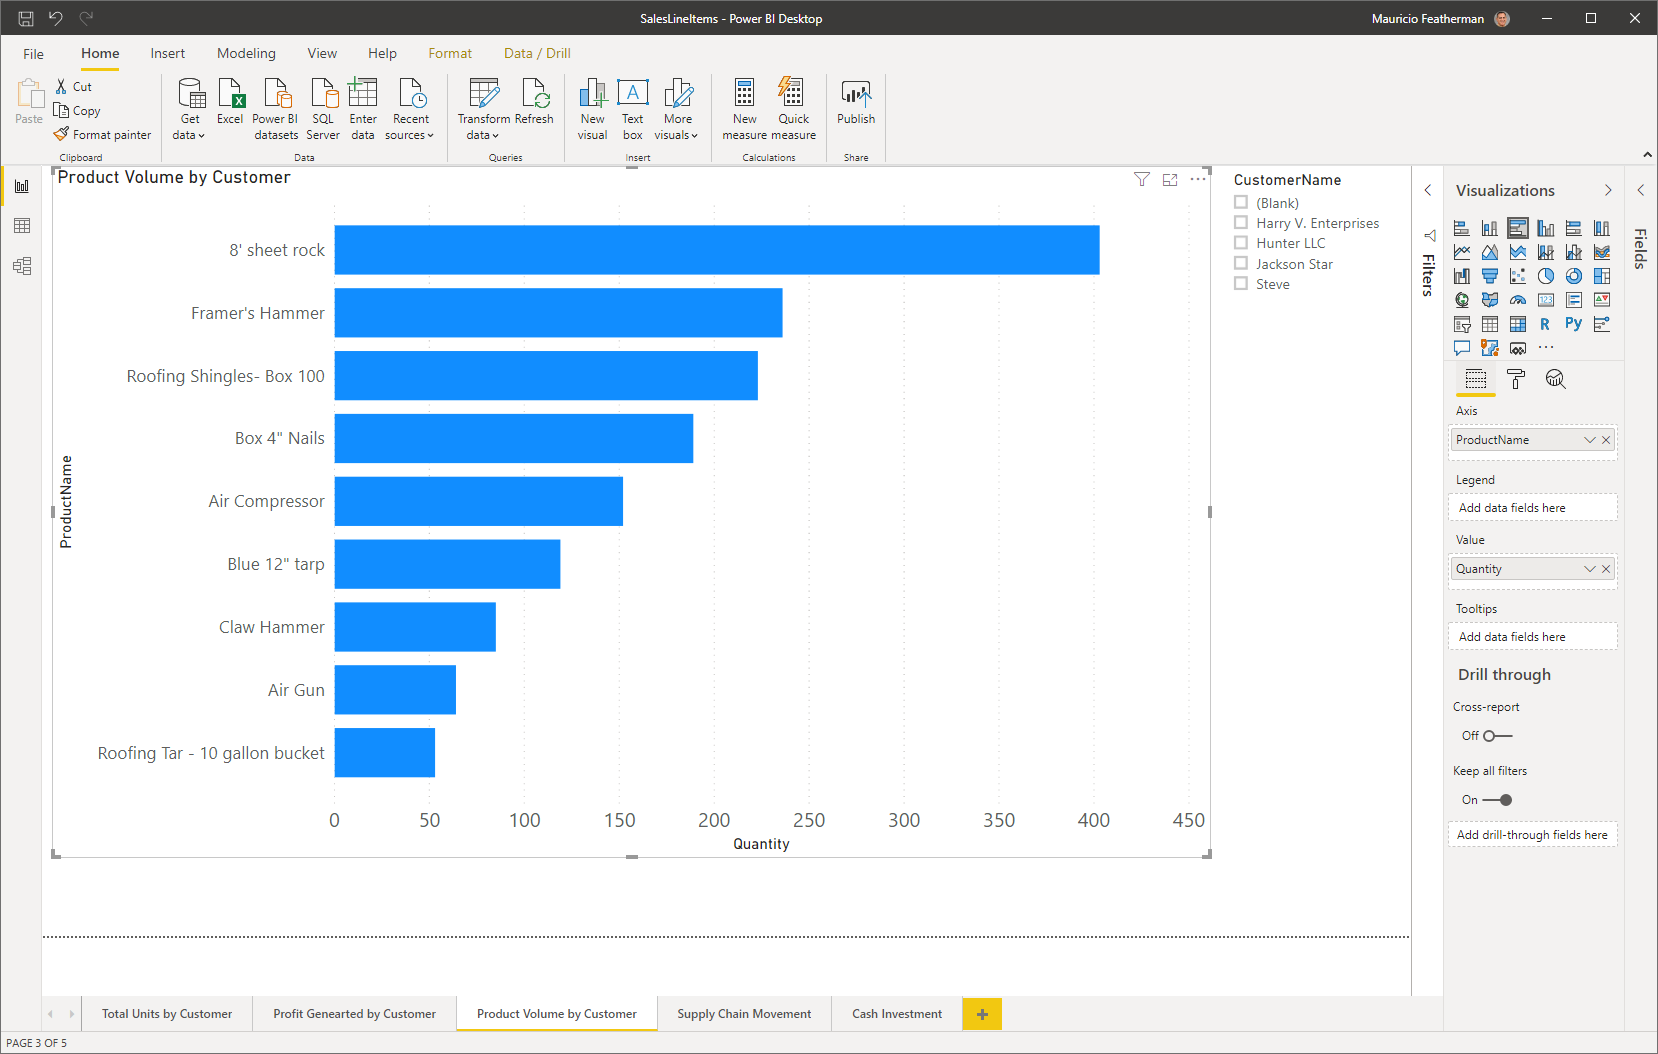 SalesLineItems - Power BI Desktop
Mauricio Featherman
File
Home
Insert
Modeling
View
Help
Format
Data / Drill
Paste
Cut
Copy
Format painter
Clipboard
Get data
Excel
Power BI datasets
SQL Server
Enter data
Recent sources
Data
Transform data
Refresh
Queries
New visual
Text box
More visuals
Insert
New measure
Quick measure
Calculations
Publish
Share
Product Volume by Customer
ProductName
8' sheet rock
Framer's Hammer
Roofing Shingles- Box 100
Box 4" Nails
Air Compressor
Blue 12" tarp
Claw Hammer
Air Gun
Roofing Tar - 10 gallon bucket
0 50 100 150 200 250 300 350 400 450
Quantity
CustomerName
(Blank)
Harry V. Enterprises
Hunter LLC
Jackson Star
Steve
Filters
Visualizations
123
R
Py
Axis
ProductName
Legend
Add data fields here
Value
Quantity
Tooltips
Add data fields here
Drill through
Cross-report
Off
Keep all filters
On
Add drill-through fields here
Fields
Total Units by Customer
Profit Genearted by Customer
Product Volume by Customer
Supply Chain Movement
Cash Investment
+
PAGE 3 OF 5